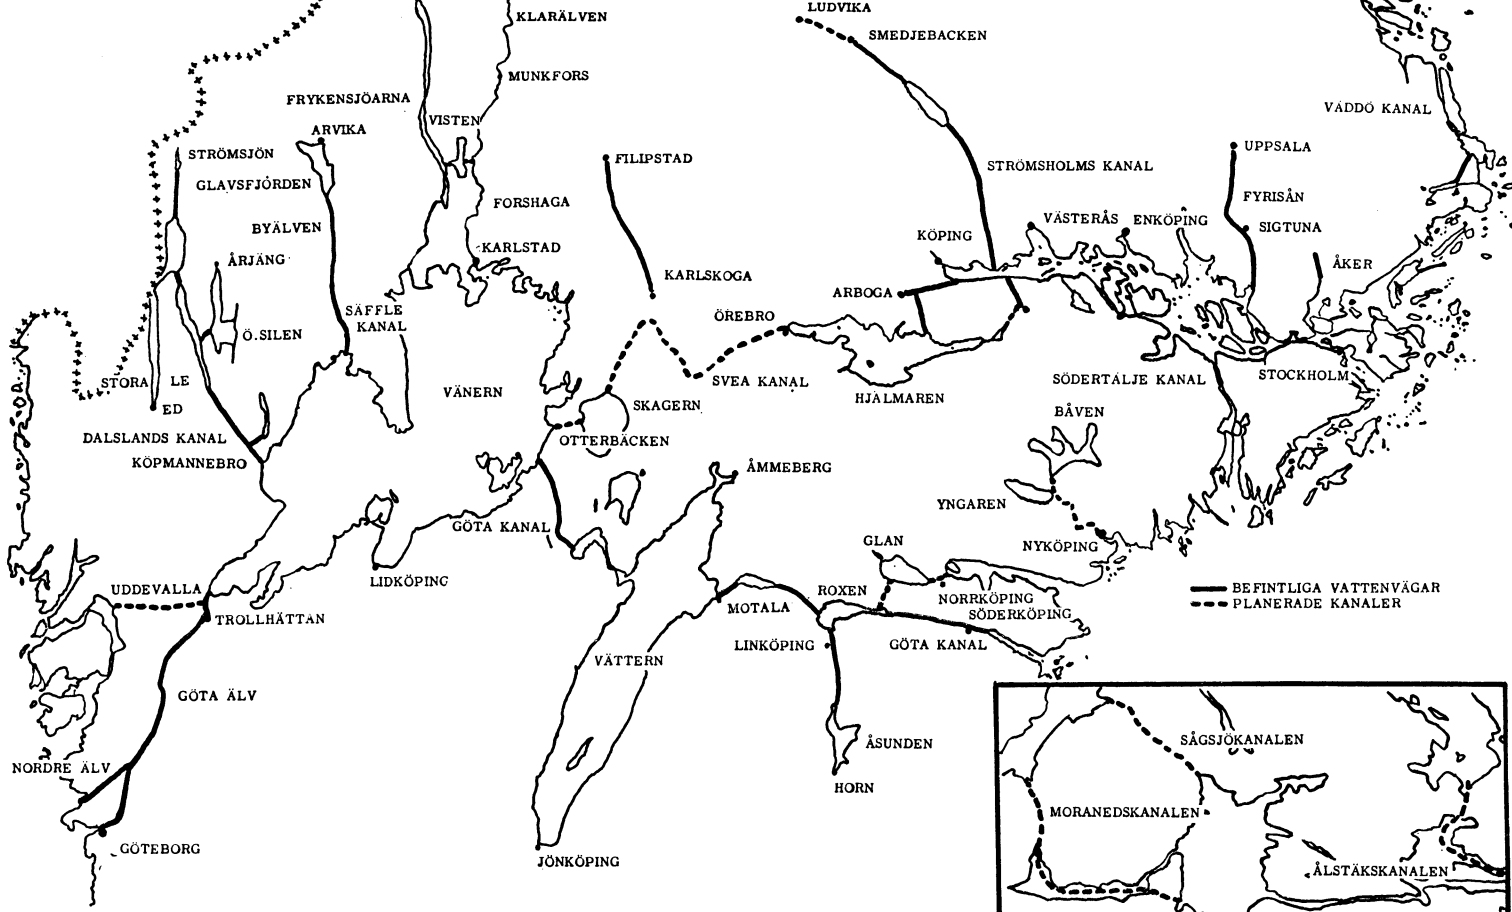 LUDVIKA
KLARÄLVEN
SMEDJEBACKEN
MUNKFORS
FRYKENSJÖARNA
VÄDDÖ KANAL
VISTEN
ARVIKA
UPPSALA
STRÖMSJÖN
FILIPSTAD
STRÖMSHOLMS KANAL
GLAVSFJÖRDEN
FYRISÅN
FORSHAGA
VÄSTERÅS
ENKÖPING
BYÄLVEN
SIGTUNA
KÖPING
KARLSTAD
ÅRJÄNG
ÅKER
KARLSKOGA
ARBOGA
SÄFFLE
KANAL
ÖREBRO
Ö.SILEN
STORA LE
SVEA KANAL
SÖDERTÄLJE KANAL
STOCKHOLM
VÄNERN
HJÄLMAREN
SKAGERN
ED
BÅVEN
DALSLANDS KANAL
OTTERBÄCKEN
KÖPMANNEBRO
ÅMMEBERG
YNGAREN
GÖTA KANAL
GLAN
NYKÖPING
LIDKÖPING
UDDEVALLA
ROXEN
BEFINTLIGA VATTENVÄGAR
NORRKÖPING
PLANERADE KANALER
MOTALA
SÖDERKÖPING
TROLLHÄTTAN
LINKÖPING
GÖTA KANAL
VÄTTERN
GÖTA ÄLV
SÅGSJÖKANALEN
ÅSUNDEN
NORDRE ÄLV
HORN
MORANEDSKANALEN
GÖTEBORG
JÖNKÖPING
ÅLSTÄKSKANALEN